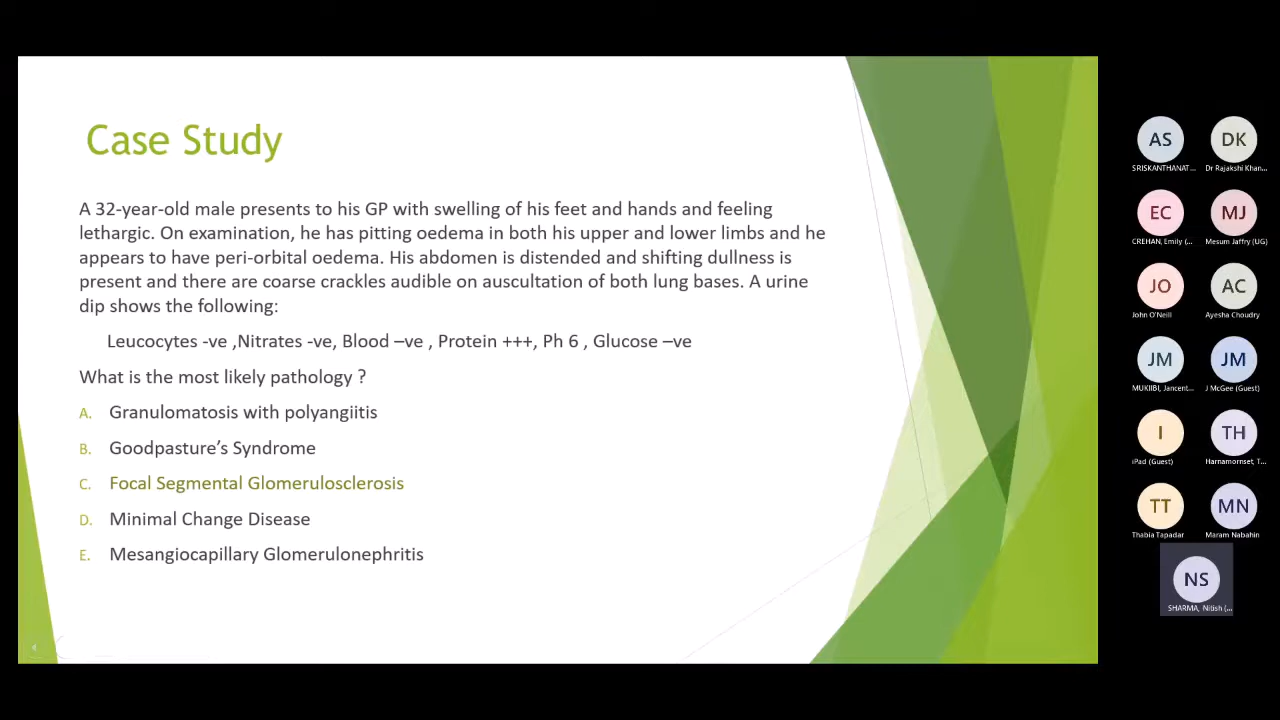 Case Study
A 32-year-old male presents to his GP with swelling of his feet and hands and feeling
lethargic. On examination, he has pitting oedema in both his upper and lower limbs and he
appears to have peri-orbital oedema. His abdomen is distended and shifting dullness is
present and there are coarse crackles audible on auscultation of both lung bases. A urine
dip shows the following:
Leucocytes -ve ,Nitrates -ve, Blood –ve , Protein +++, Ph 6 , Glucose –ve
What is the most likely pathology ?
A. Granulomatosis with polyangiitis
B. Goodpasture’s Syndrome
C. Focal Segmental Glomerulosclerosis
D. Minimal Change Disease
E. Mesangiocapillary Glomerulonephritis
AS DK
SRISKANTHANAT... Dr Rajakshi Khan...
EC MJ
CREHAN, Emily (... Mesum Jaffry (UG)
JO AC
John O'Neill Ayesha Choudry
JM JM
MUKIIBI, Jancent... J McGee (Guest)
I TH
iPad (Guest) Harnamornset, T...
TT MN
Thabia Tapadar Maram Nabahin
NS
SHARMA, Nitish (...